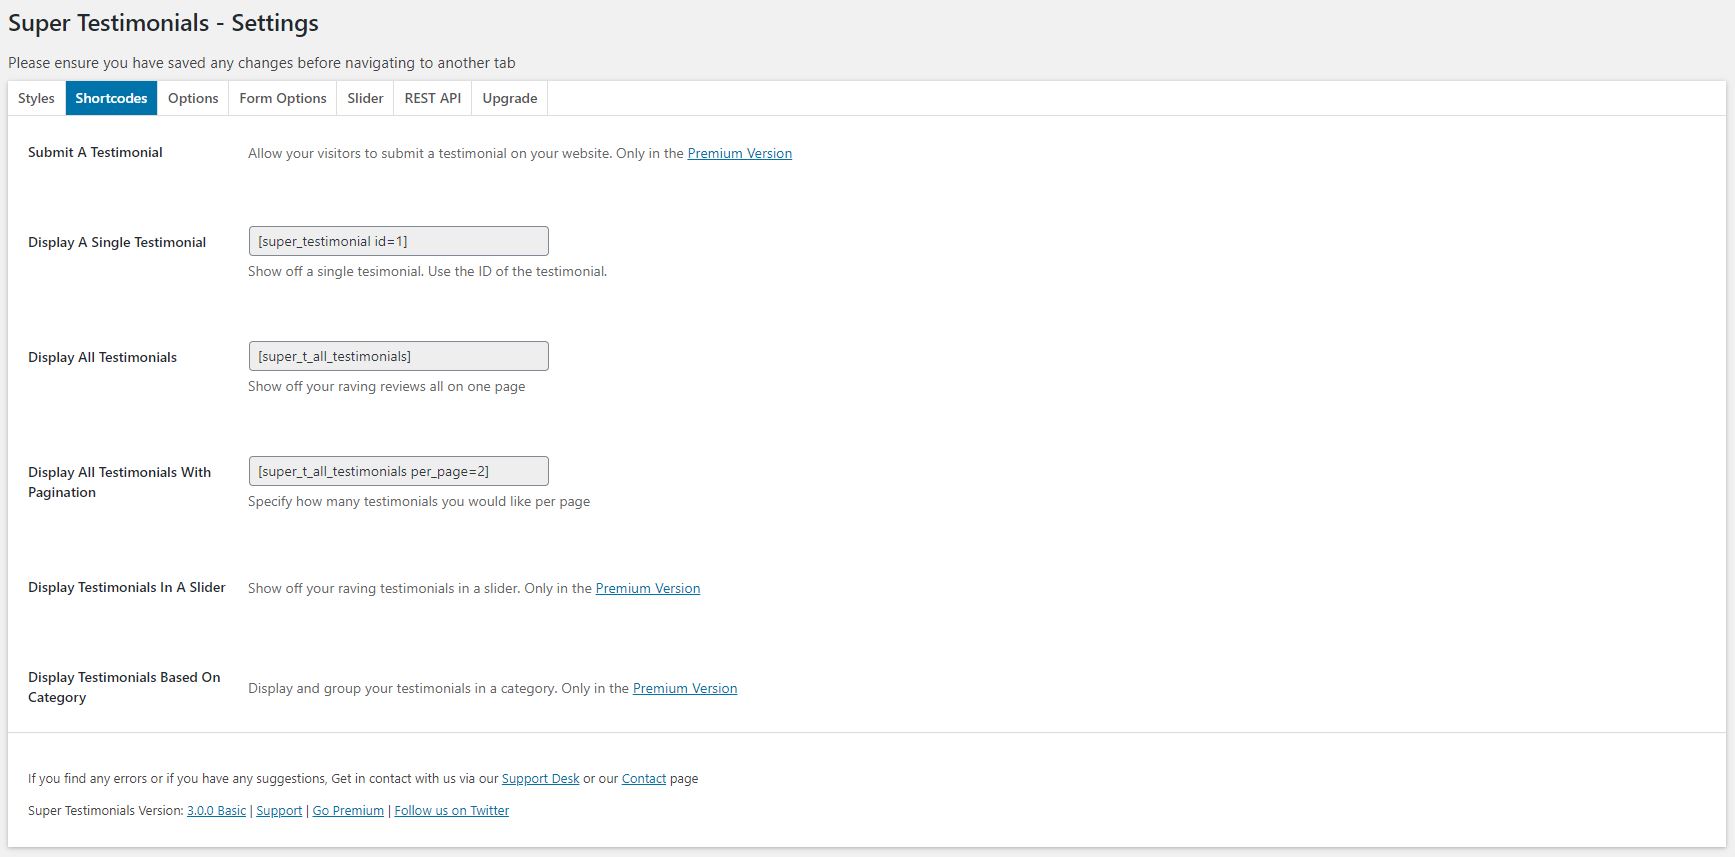 Super Testimonials - Settings
Please ensure you have saved any changes before navigating to another tab
Styles Shortcodes Options Form Options Slider REST API Upgrade
Submit A Testimonial Allow your visitors to submit a testimonial on your website. Only in the Premium Version
Display A Single Testimonial [super_testimonial id=1]
Show off a single tesimonial. Use the ID of the testimonial.
Display All Testimonials [super_t_all_testimonials]
Show off your raving reviews all on one page
Display All Testimonials With
Pagination
[super_t_all_testimonials per_page=2]
Specify how many testimonials you would like per page
Display Testimonials In A Slider Show off your raving testimonials in a slider. Only in the Premium Version
Display Testimonials Based On
Category
Display and group your testimonials in a category. Only in the Premium Version
If you find any errors or if you have any suggestions, Get in contact with us via our Support Desk or our Contact page
Super Testimonials Version: 3.0.0 Basic | Support | Go Premium | Follow us on Twitter